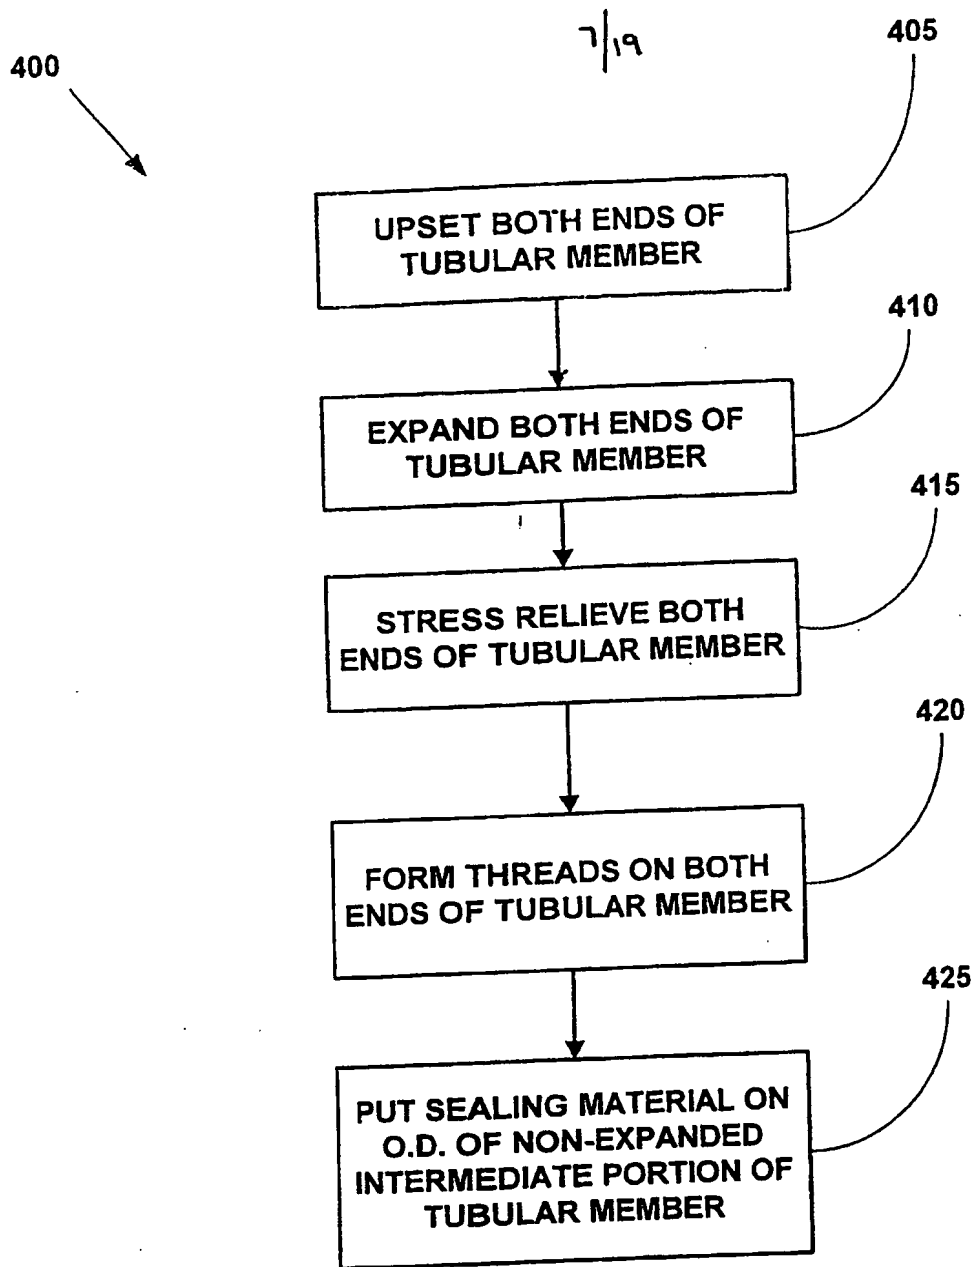 7/19
400
405
UPSET BOTH ENDS OF
TUBULAR MEMBER
410
EXPAND BOTH ENDS OF
TUBULAR MEMBER
415
STRESS RELIEVE BOTH
ENDS OF TUBULAR MEMBER
420
FORM THREADS ON BOTH
ENDS OF TUBULAR MEMBER
425
PUT SEALING MATERIAL ON
O.D. OF NON-EXPANDED
INTERMEDIATE PORTION OF
TUBULAR MEMBER